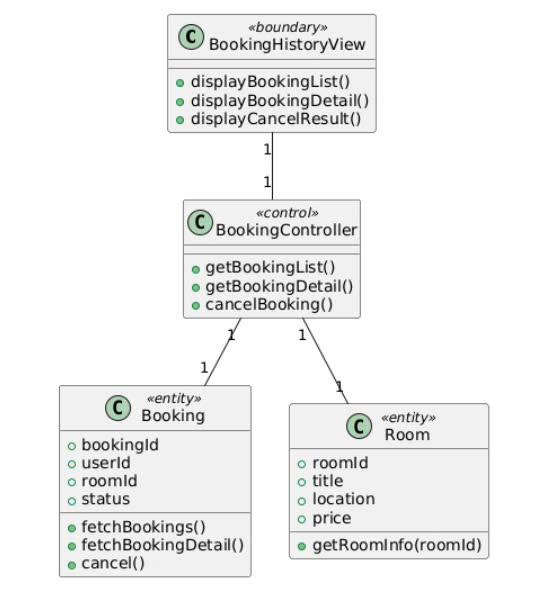 C
«boundary»
BookingHistoryView
displayBookingList()
displayBookingDetail()
displayCancelResult()
1
1
C
«control»
BookingController
getBookingList()
getBookingDetail()
cancelBooking()
1
1
1
1
C
«entity»
Booking
bookingId
userId
roomId
status
fetchBookings()
fetchBookingDetail()
cancel()
C
«entity»
Room
roomId
title
location
price
getRoomInfo(roomId)